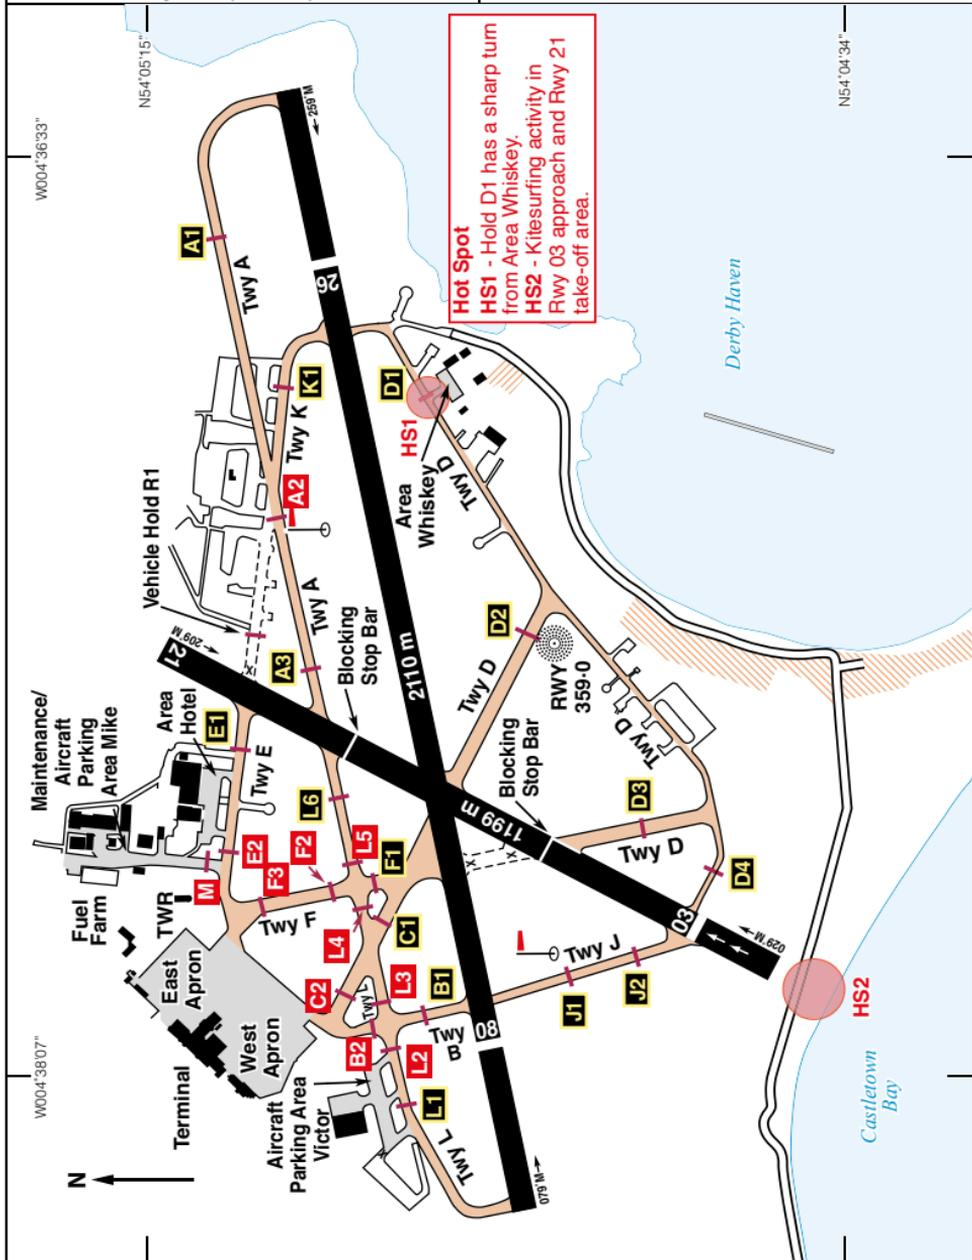 N54°05'15"
N54°04'34"
W004°36'33"
W004°38'07"
Hot Spot
HS1 - Hold D1 has a sharp turn
from Area Whiskey.
HS2 - Kitesurfing activity in
Rwy 03 approach and Rwy 21
take-off area.
259°M
26
A1
Twy A
K1
Twy K
D1
HS1
Area
Whiskey
Twy D
Derby Haven
Vehicle Hold R1
A2
Twy A
A3
Blocking
Stop Bar
2110 m
209°M
21
D2
RWY
359-0
Twy D
Twy D
Maintenance/
Aircraft
Parking
Area Mike
Area
Hotel
E1
Twy E
L6
E2
F2
F3
L5
F1
M
TWR
Fuel
Farm
Twy F
L4
C1
1199 m
Blocking
Stop Bar
D3
Twy D
D4
03
029°M
HS2
East
Apron
West
Apron
Terminal
C2
Twy L
L3
B1
B2
L2
Twy
B
08
Twy J
J1
J2
Aircraft
Parking Area
Victor
L1
Twy L
079°M
N
Castletown
Bay
x
x
x